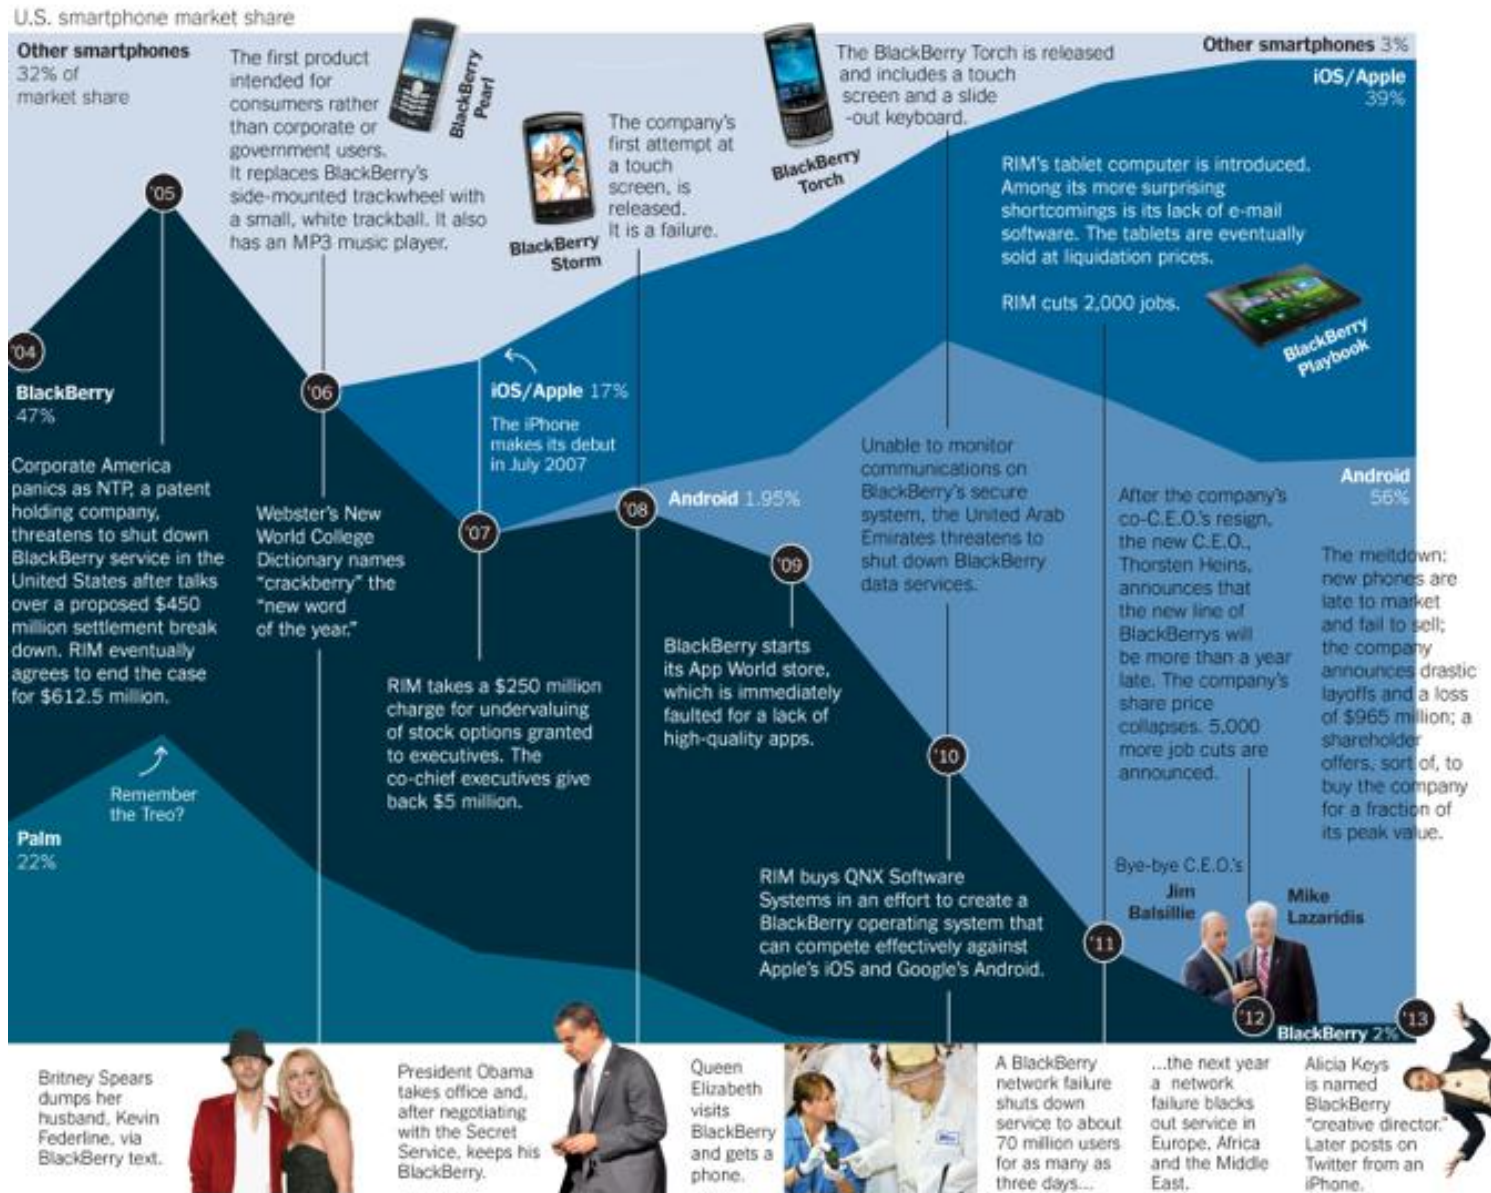 U.S. smartphone market share
Other smartphones
32% of
market share
The first product
intended for
consumers rather
than corporate or
government users.
It replaces BlackBerry's
side-mounted trackwheel with
a small, white trackball. It also
has an MP3 music player.
BlackBerry
Pearl
The company's
first attempt at
a touch
screen, is
released.
It is a failure.
BlackBerry
Storm
The BlackBerry Torch is released
and includes a touch
screen and a slide
-out keyboard.
BlackBerry
Torch
Other smartphones 3%
iOS/Apple
39%
RIM's tablet computer is introduced.
Among its more surprising
shortcomings is its lack of e-mail
software. The tablets are eventually
sold at liquidation prices.
RIM cuts 2,000 jobs.
BlackBerry
Playbook
'04
'05
'06
'07
'08
'09
'10
'11
'12
'13
BlackBerry
47%
Corporate America
panics as NTP, a patent
holding company,
threatens to shut down
BlackBerry service in the
United States after talks
over a proposed $450
million settlement break
down. RIM eventually
agrees to end the case
for $612.5 million.
Webster's New
World College
Dictionary names
"crackberry" the
"new word
of the year."
iOS/Apple 17%
The iPhone
makes its debut
in July 2007
Android 1.95%
RIM takes a $250 million
charge for undervaluing
of stock options granted
to executives. The
co-chief executives give
back $5 million.
BlackBerry starts
its App World store,
which is immediately
faulted for a lack of
high-quality apps.
Unable to monitor
communications on
BlackBerry's secure
system, the United Arab
Emirates threatens to
shut down BlackBerry
data services.
After the company's
co-C.E.O.'s resign,
the new C.E.O.,
Thorsten Heins,
announces that
the new line of
BlackBerrys will
be more than a year
late. The company's
share price
collapses. 5,000
more job cuts are
announced.
Android
56%
The meltdown:
new phones are
late to market
and fail to sell;
the company
announces drastic
layoffs and a loss
of $965 million; a
shareholder
offers, sort of, to
buy the company
for a fraction of
its peak value.
Remember
the Treo?
Palm
22%
RIM buys QNX Software
Systems in an effort to create a
BlackBerry operating system that
can compete effectively against
Apple's iOS and Google's Android.
Bye-bye C.E.O.'s
Jim
Balsillie
Mike
Lazaridis
BlackBerry 2%
Britney Spears
dumps her
husband, Kevin
Federline, via
BlackBerry text.
President Obama
takes office and,
after negotiating
with the Secret
Service, keeps his
BlackBerry.
Queen
Elizabeth
visits
BlackBerry
and gets a
phone.
A BlackBerry
network failure
shuts down
service to about
70 million users
for as many as
three days...
...the next year
a network
failure blacks
out service in
Europe, Africa
and the Middle
East.
Alicia Keys
is named
BlackBerry
"creative director."
Later posts on
Twitter from an
iPhone.